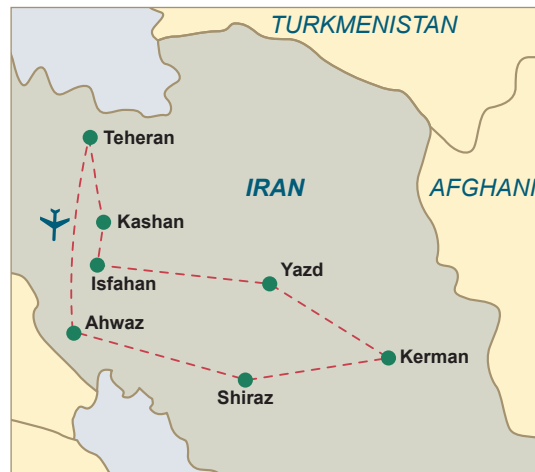 TURKMENISTAN
Teheran
IRAN
AFGHANI
Kashan
Isfahan
Yazd
Ahwaz
Kerman
Shiraz